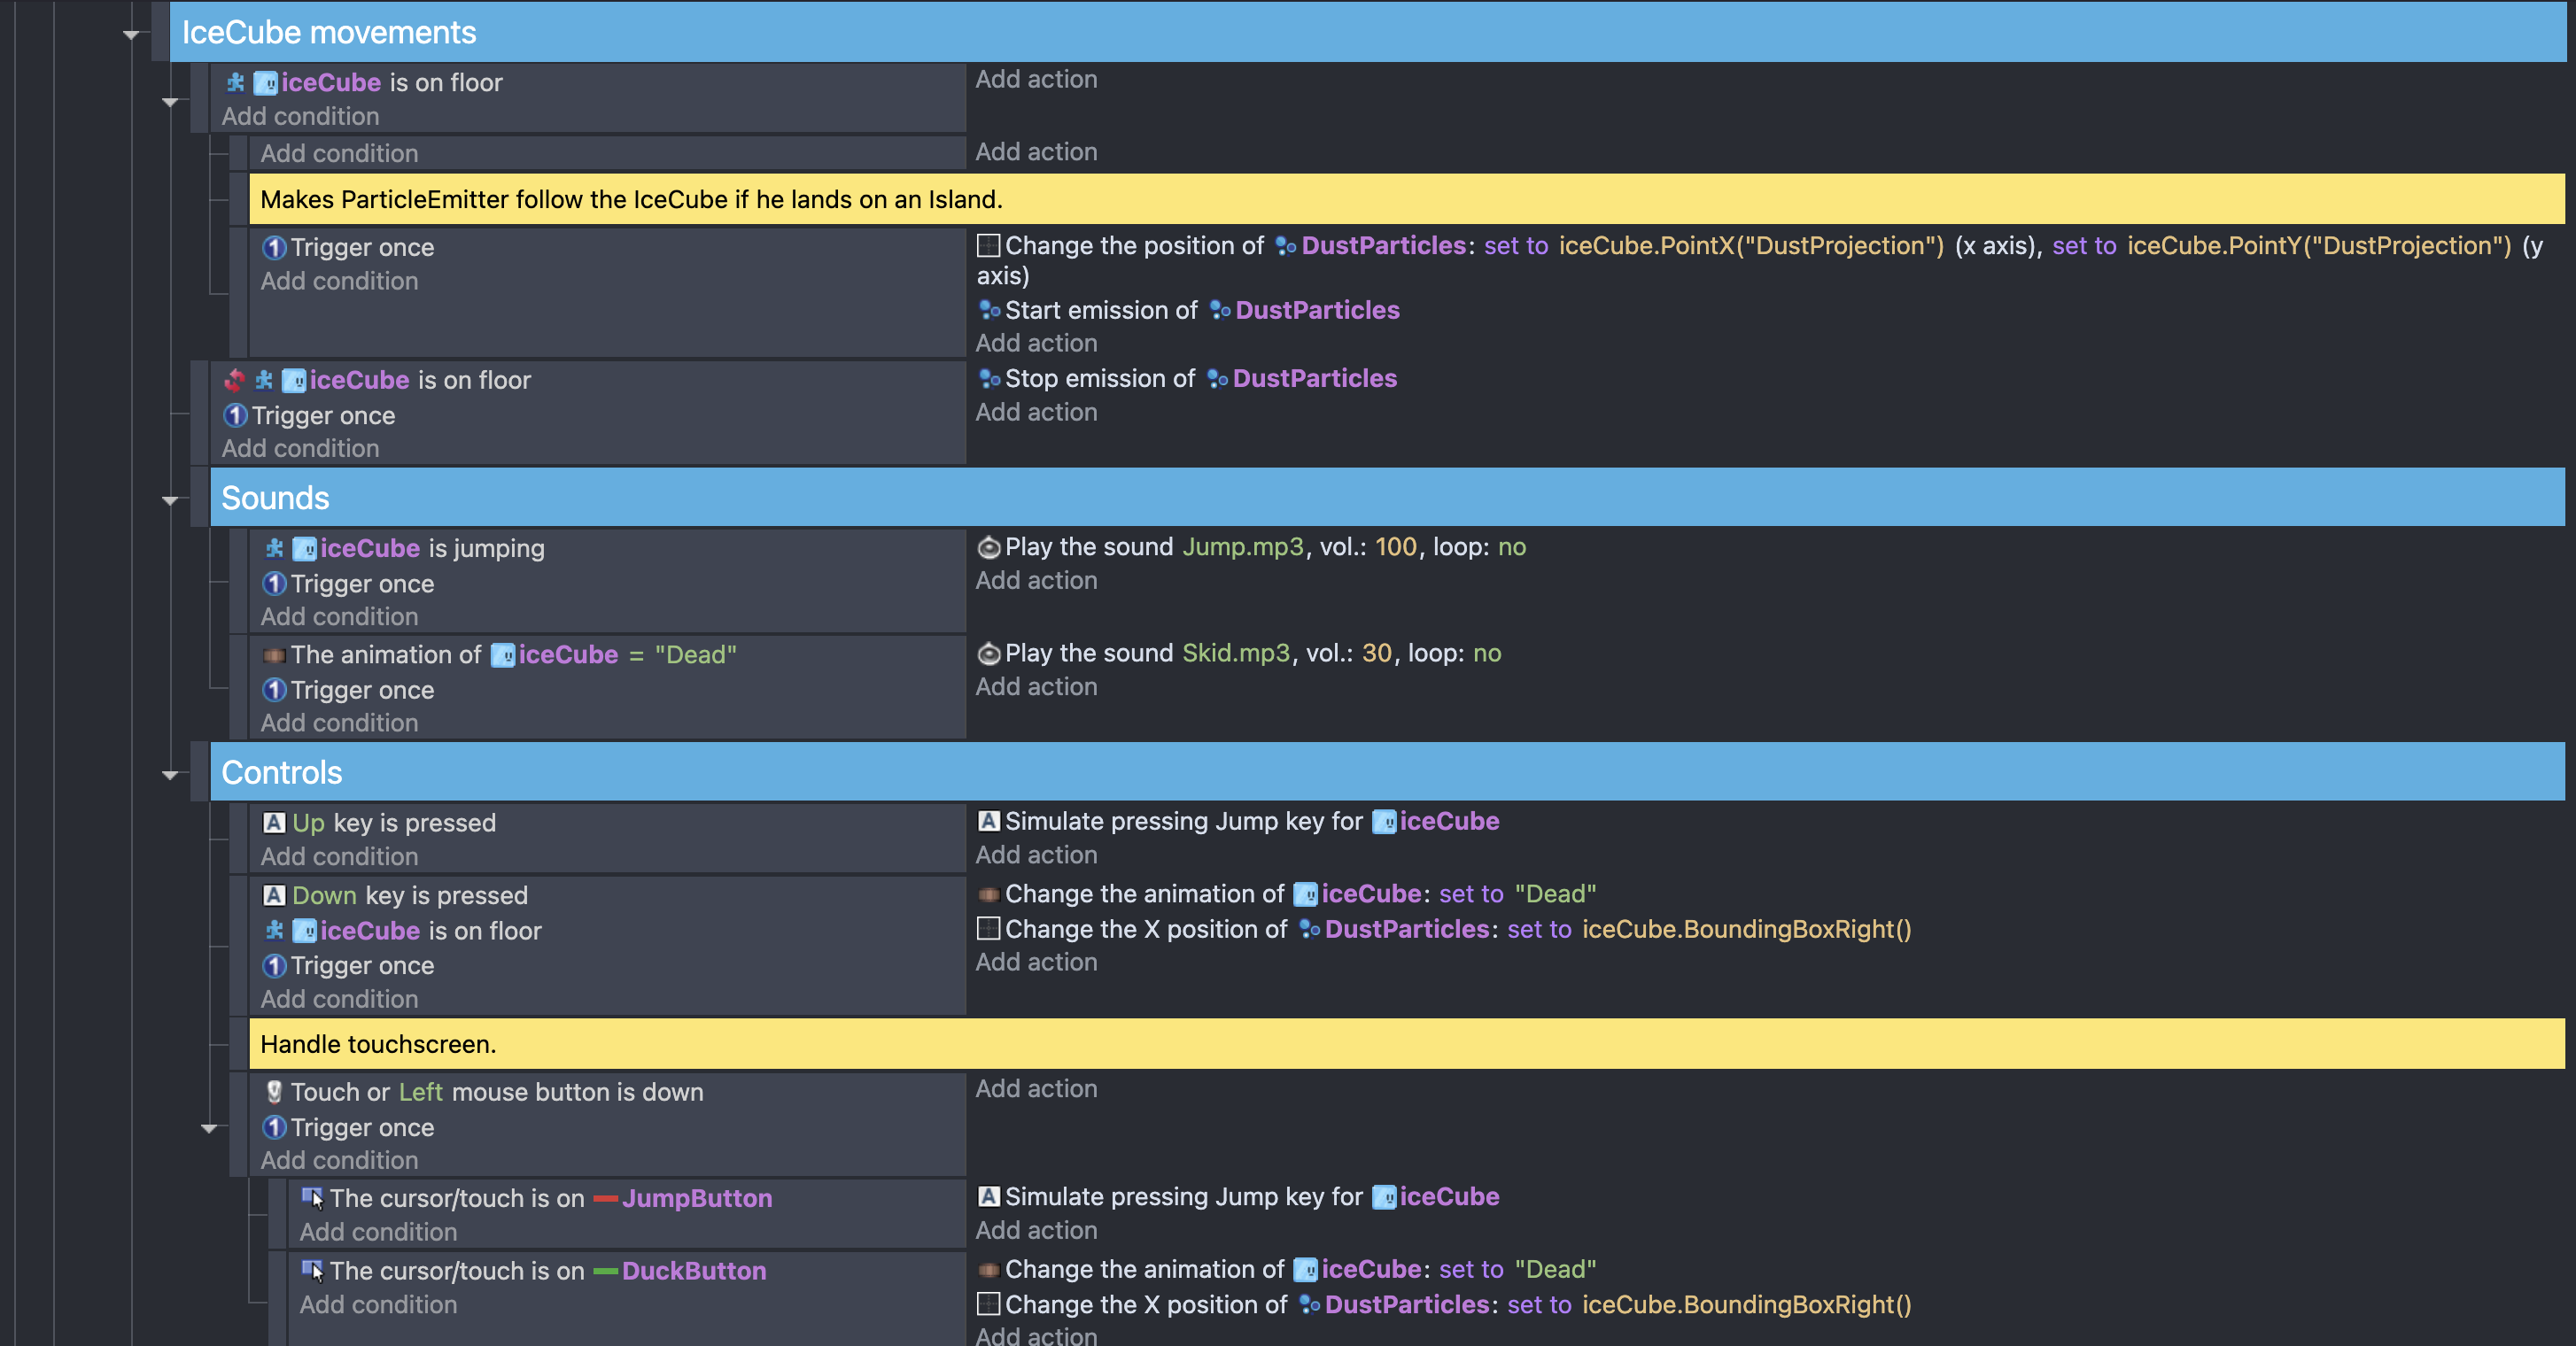 IceCube movements
iceCube is on floor
Add action
Add condition
Add condition
Add action
Makes ParticleEmitter follow the IceCube if he lands on an Island.
Trigger once
Change the position of DustParticles: set to iceCube.PointX("DustProjection") (x axis), set to iceCube.PointY("DustProjection") (y
axis)
Add condition
Start emission of DustParticles
Add action
iceCube is on floor
Stop emission of DustParticles
Trigger once
Add action
Add condition
Sounds
iceCube is jumping
Play the sound Jump.mp3, vol.: 100, loop: no
Trigger once
Add action
Add condition
The animation of iceCube = "Dead"
Play the sound Skid.mp3, vol.: 30, loop: no
Trigger once
Add action
Add condition
Controls
A Up key is pressed
A Simulate pressing Jump key for iceCube
Add condition
Add action
A Down key is pressed
Change the animation of iceCube: set to "Dead"
iceCube is on floor
Change the X position of DustParticles: set to iceCube.BoundingBoxRight()
Trigger once
Add action
Add condition
Handle touchscreen.
Touch or Left mouse button is down
Add action
Trigger once
Add condition
The cursor/touch is on JumpButton
A Simulate pressing Jump key for iceCube
Add condition
Add action
The cursor/touch is on DuckButton
Change the animation of iceCube: set to "Dead"
Add condition
Change the X position of DustParticles: set to iceCube.BoundingBoxRight()
Add action